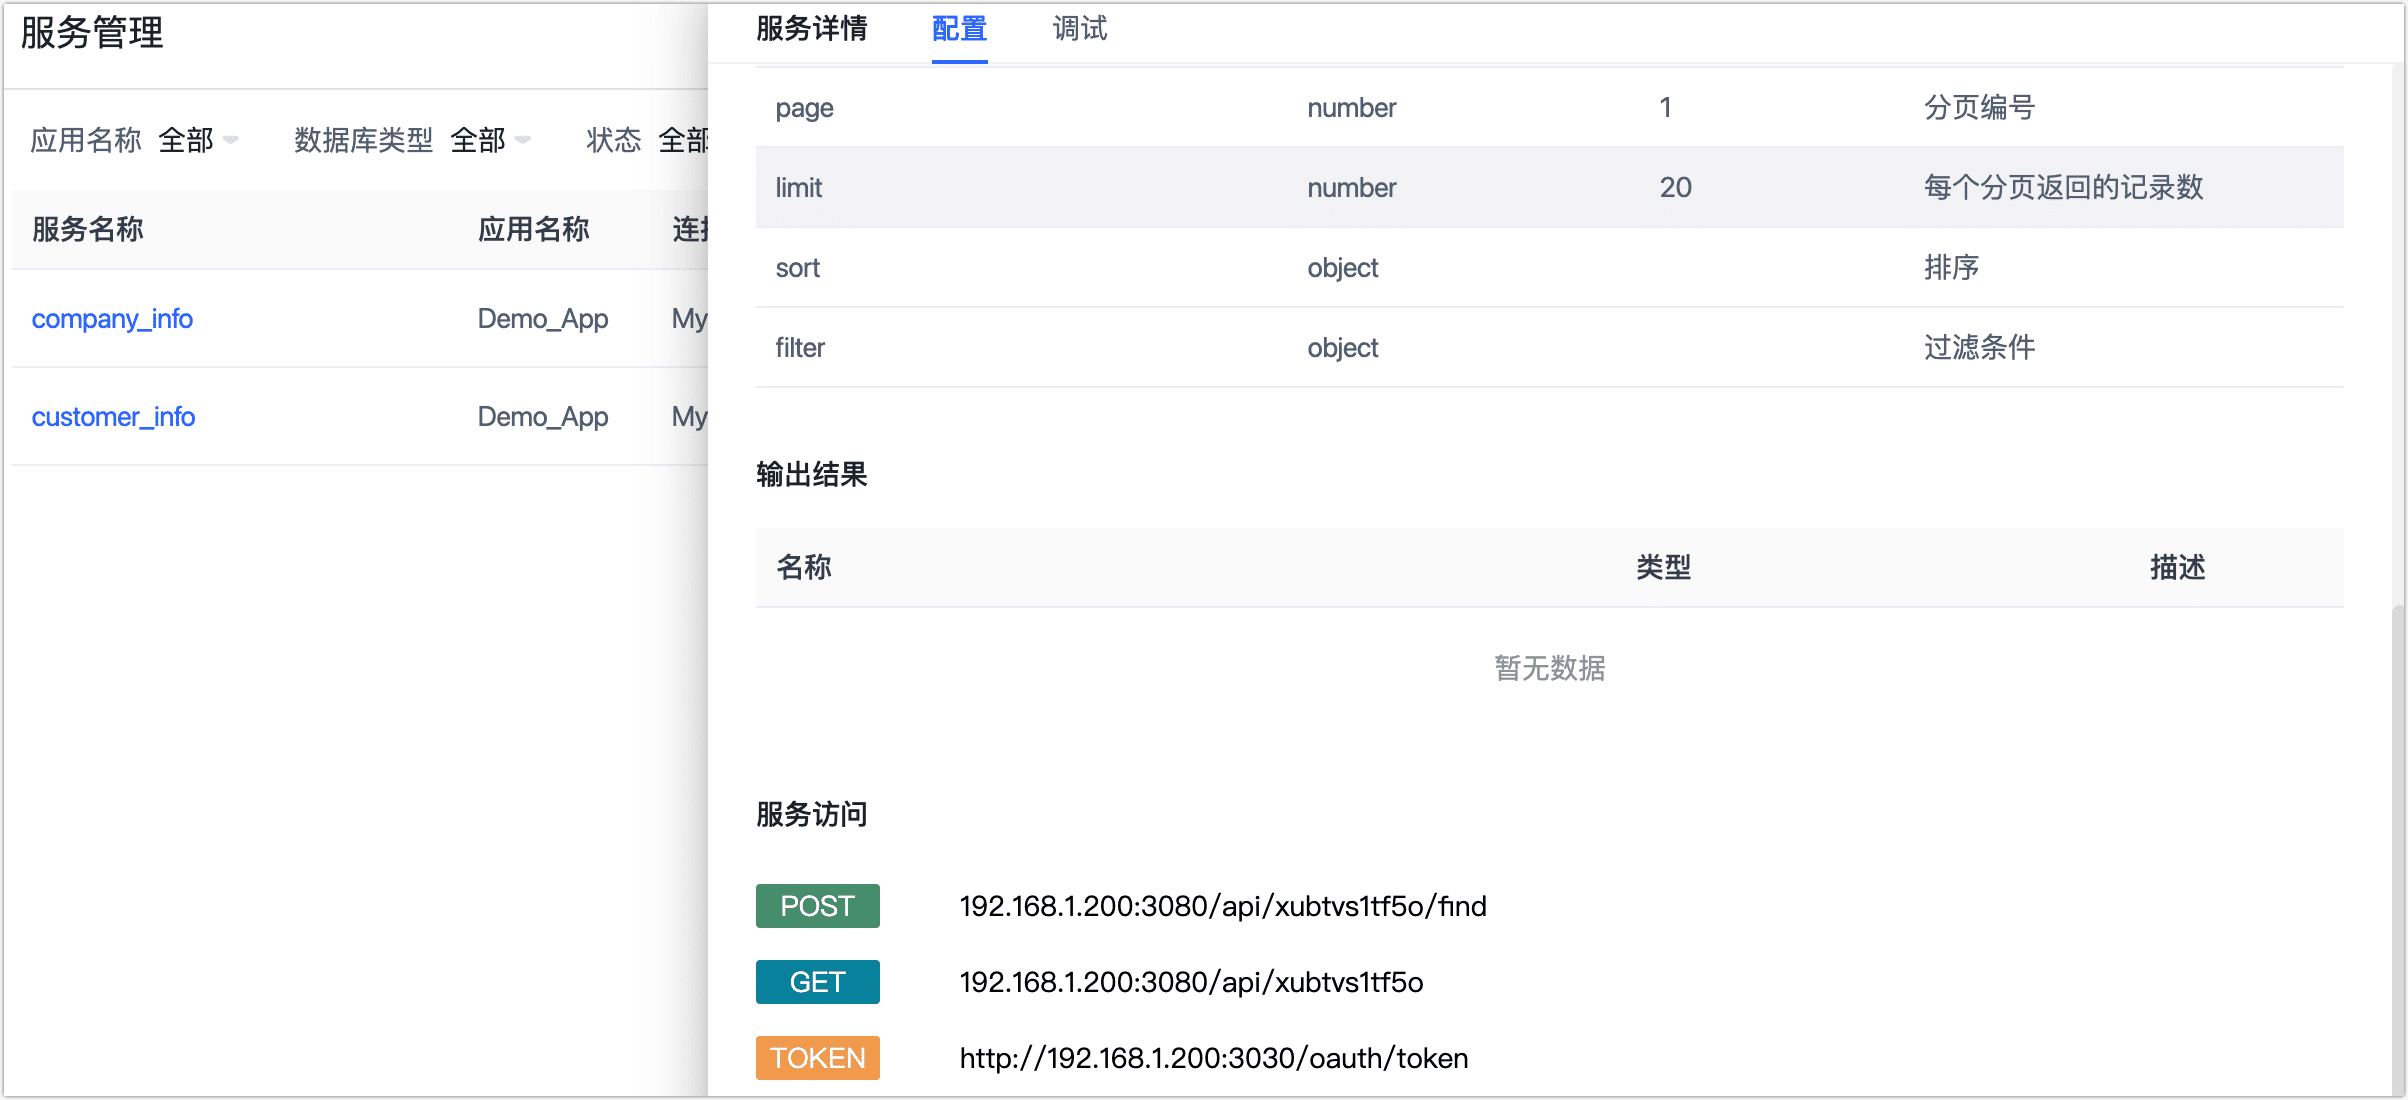 服务管理
应用名称 全部 数据库类型 全部 状态 全部
服务名称 应用名称
company_info Demo_App My
customer_info Demo_App My
服务详情 配置 调试
page number 1 分页编号
limit number 20 每个分页返回的记录数
sort object 排序
filter object 过滤条件
输出结果
名称 类型 描述
暂无数据
服务访问
POST 192.168.1.200:3080/api/xubtvs1tf5o/find
GET 192.168.1.200:3080/api/xubtvs1tf5o
TOKEN http://192.168.1.200:3030/oauth/token